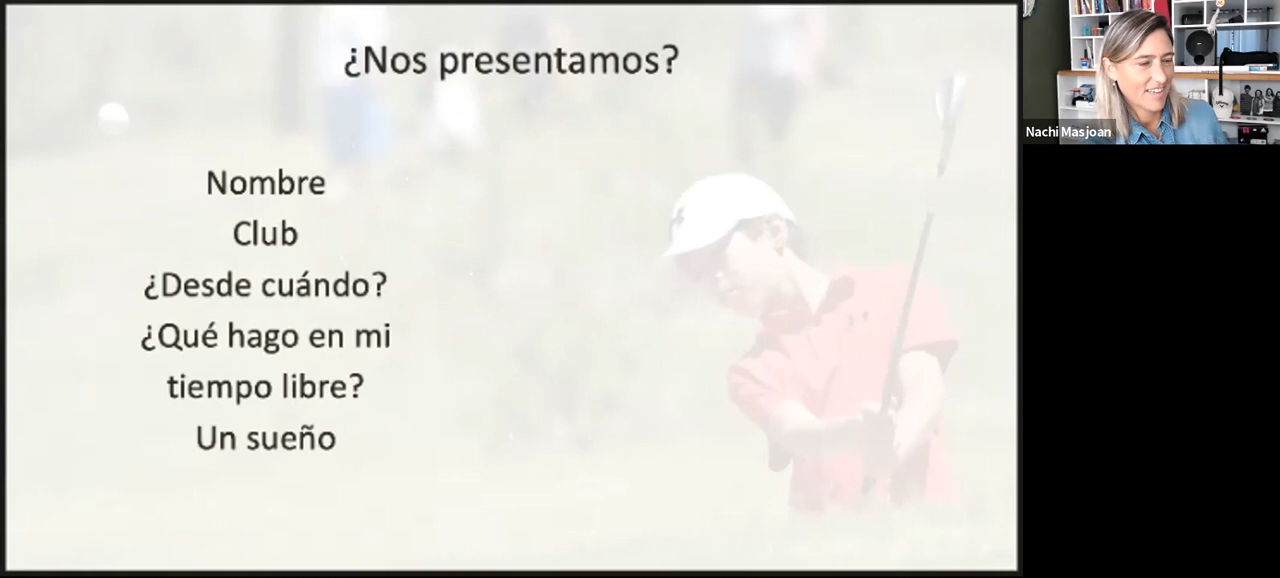 ¿Nos presentamos?
Nombre
Club
¿Desde cuándo?
¿Qué hago en mi
tiempo libre?
Un sueño
Nachi Masjoan